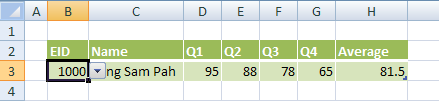 A B C D E F G H
1
2 EID Name Q1 Q2 Q3 Q4 Average
3 1000 ng Sam Pah 95 88 78 65 81.5
4